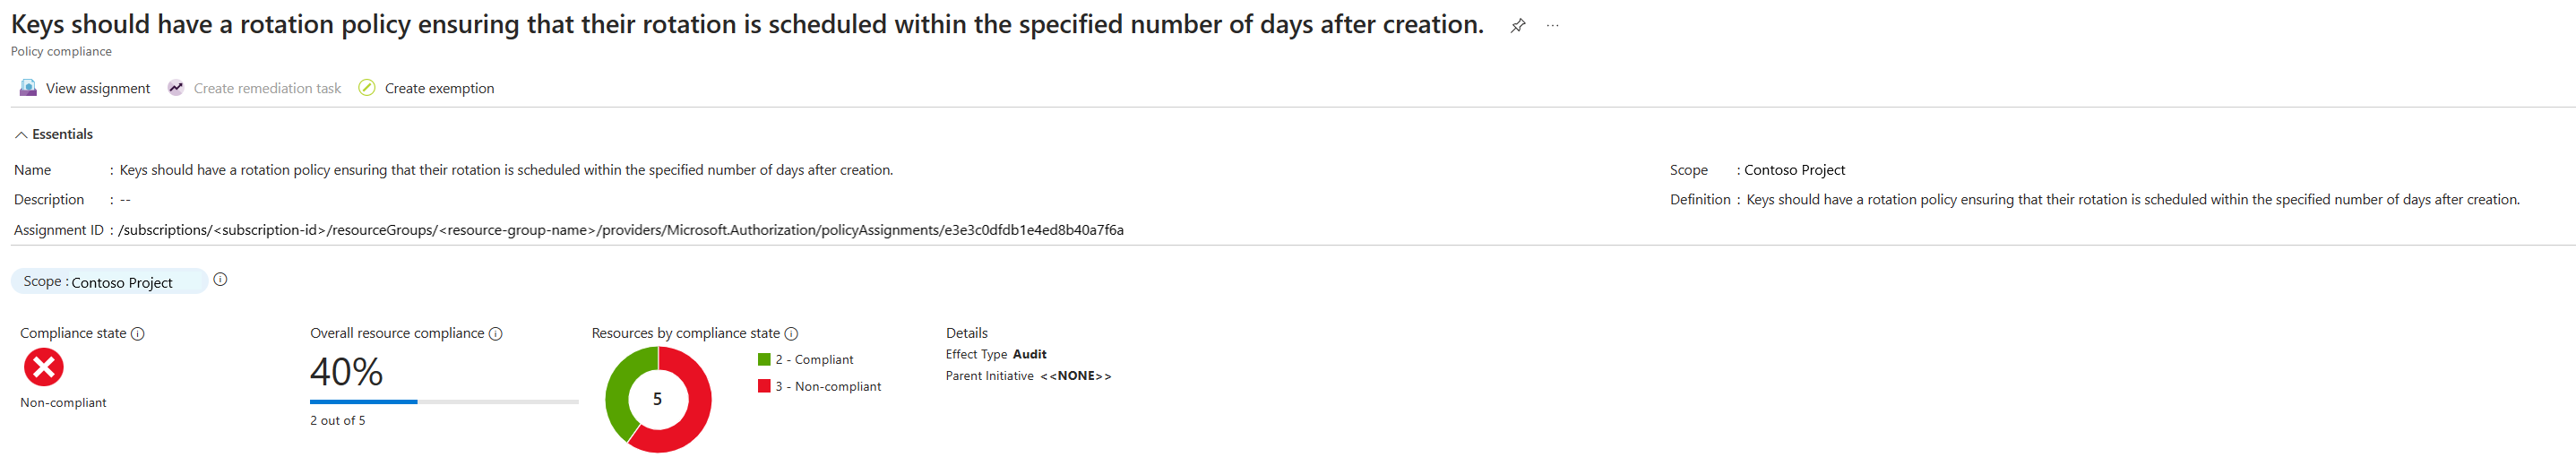 Keys should have a rotation policy ensuring that their rotation is scheduled within the specified number of days after creation.
Policy compliance
View assignment Create remediation task Create exemption
Essentials
Name : Keys should have a rotation policy ensuring that their rotation is scheduled within the specified number of days after creation.
Scope : Contoso Project
Description : --
Definition : Keys should have a rotation policy ensuring that their rotation is scheduled within the specified number of days after creation.
Assignment ID : /subscriptions/<subscription-id>/resourceGroups/<resource-group-name>/providers/Microsoft.Authorization/policyAssignments/e3e3c0dfdb1e4ed8b40a7f6a
Scope : Contoso Project
Compliance state
Non-compliant
Overall resource compliance
40%
2 out of 5
Resources by compliance state
5
2 - Compliant
3 - Non-compliant
Details
Effect Type Audit
Parent Initiative <<NONE>>